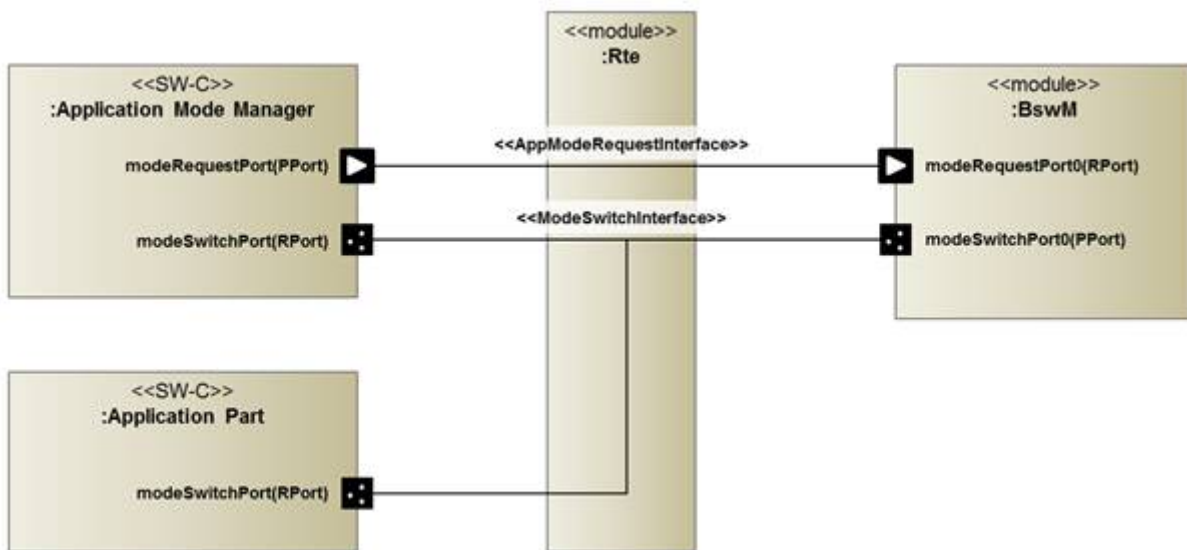 <<module>>
:Rte
<<SW-C>>
:Application Mode Manager
modeRequestPort(PPort)
modeSwitchPort(RPort)
<<AppModeRequestInterface>>
<<ModeSwitchInterface>>
<<module>>
:BswM
modeRequestPort0(RPort)
modeSwitchPort0(PPort)
<<SW-C>>
:Application Part
modeSwitchPort(RPort)